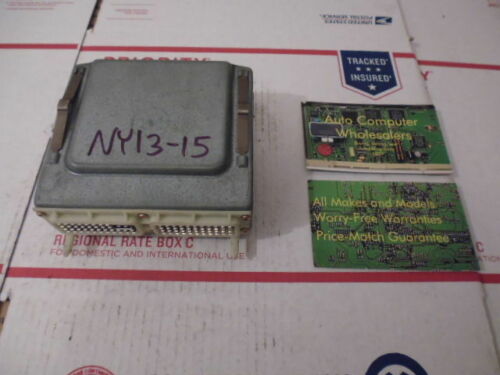 UNITED STATES
POSTAL SERVICE
PRIORITY
TRACKED
INSURED
NY13-15
Auto Computer
Wholesalers
All Makes and Models
Worry-Free Warranties
Price-Match Guarantee
REGIONAL RATE BOX C
FOR DOMESTIC AND INTERNATIONAL USE